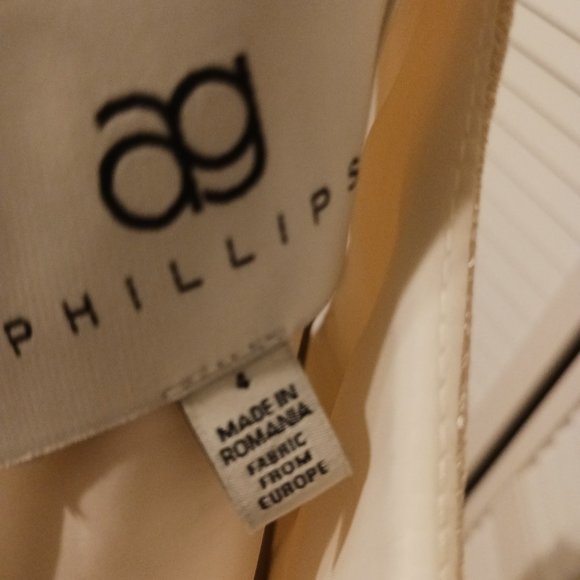 ag
PHILLIPS
4
MADE IN
ROMANIA
FABRIC
FROM
EUROPE